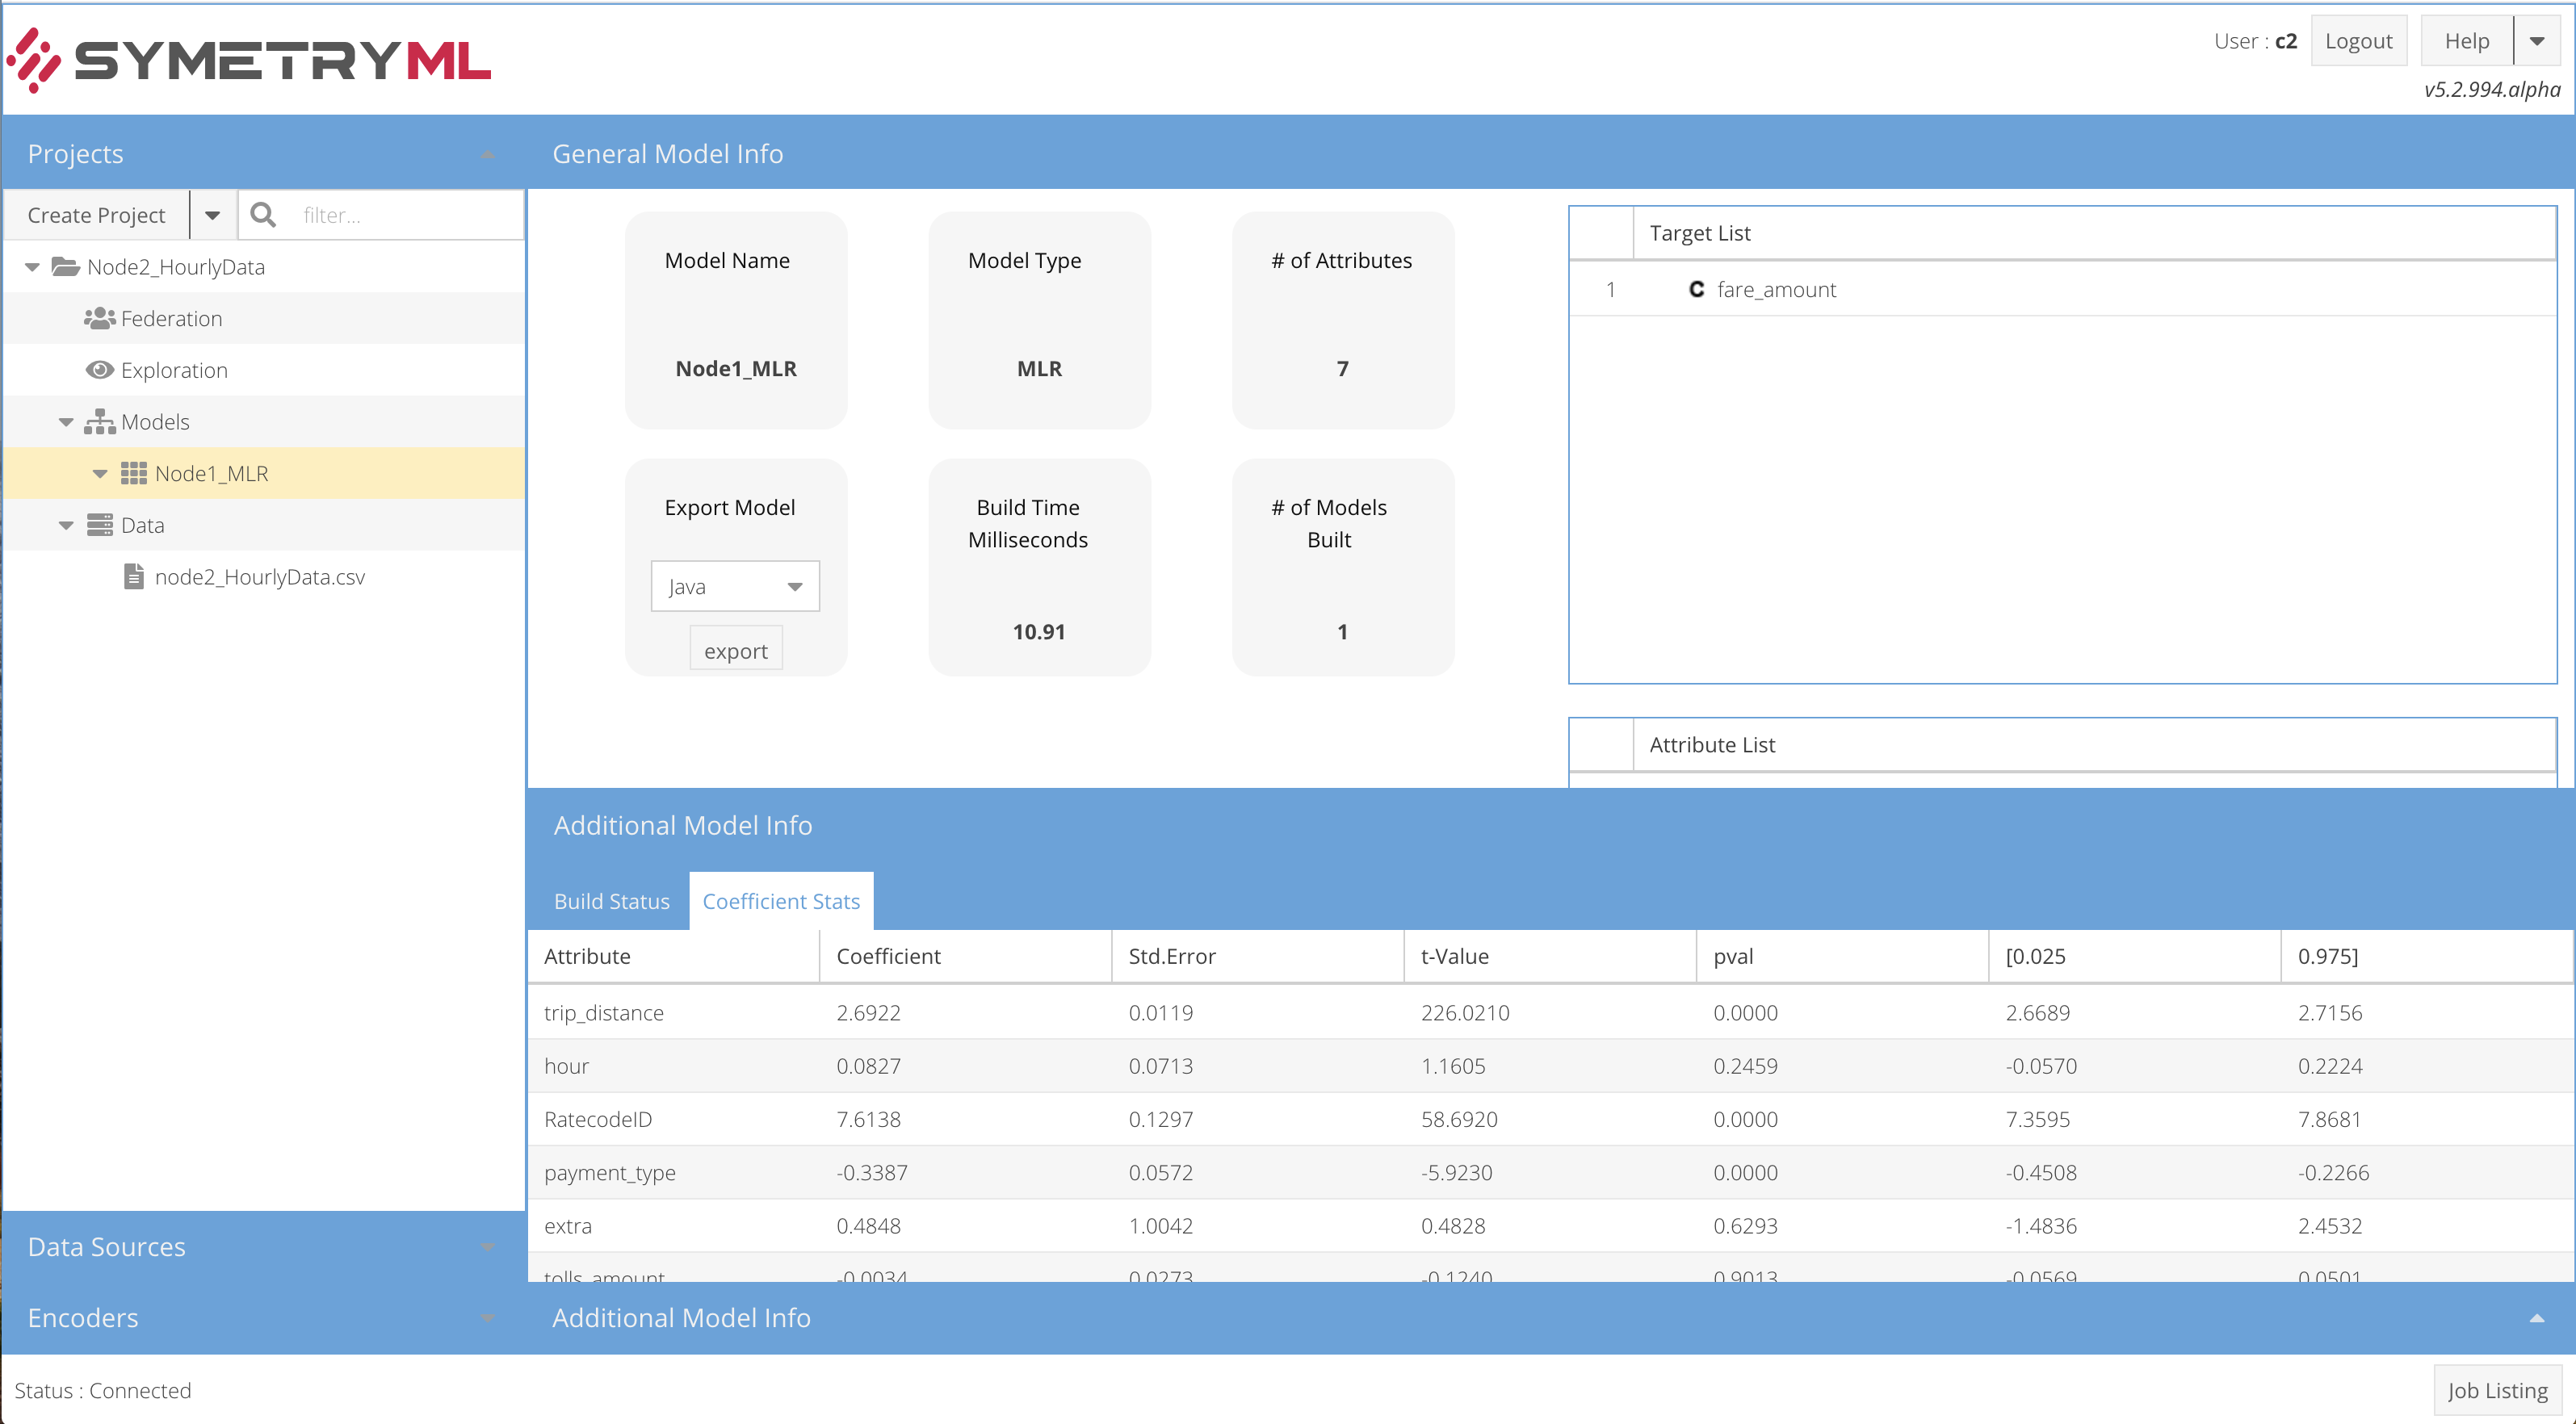 SYMETRYML
User : c2
Logout
Help
v5.2.994.alpha
Projects
Create Project
filter...
Node2_HourlyData
Federation
Exploration
Models
Node1_MLR
Data
node2_HourlyData.csv
Data Sources
Encoders
General Model Info
Model Name
Node1_MLR
Model Type
MLR
# of Attributes
7
Export Model
Java
export
Build Time
Milliseconds
10.91
# of Models
Built
1
Target List
1 C fare_amount
Attribute List
Additional Model Info
Build Status Coefficient Stats
Attribute Coefficient Std.Error t-Value pval [0.025 0.975]
trip_distance 2.6922 0.0119 226.0210 0.0000 2.6689 2.7156
hour 0.0827 0.0713 1.1605 0.2459 -0.0570 0.2224
RatecodeID 7.6138 0.1297 58.6920 0.0000 7.3595 7.8681
payment_type -0.3387 0.0572 -5.9230 0.0000 -0.4508 -0.2266
extra 0.4848 1.0042 0.4828 0.6293 -1.4836 2.4532
tolls_amount -0.0034 0.0273 -0.1240 0.9013 -0.0569 0.0501
Additional Model Info
Status : Connected
Job Listing